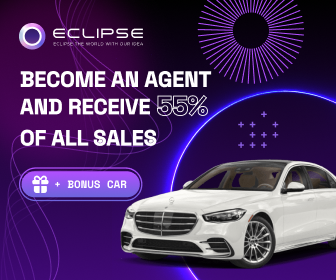 ECLIPSE
ECLIPSE THE WORLD WITH OUR IDEA
BECOME AN AGENT
AND RECEIVE 55%
OF ALL SALES
+ BONUS CAR